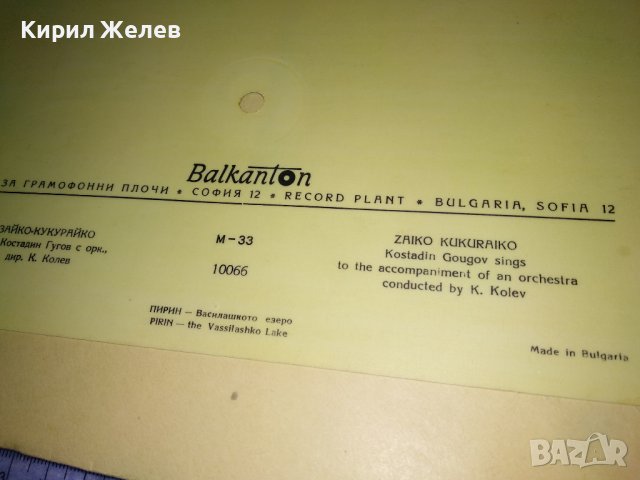 Кирил Желев
Balkanton
ЗА ГРАМОФОННИ ПЛОЧИ * СОФИЯ 12 * RECORD PLANT * BULGARIA, SOFIA 12
ЗАЙКО-КУКУРАЙКО
Костадин Гугов с орк.,
дир. К. Колев
М-33
10066
ZAIKO KUKURAIKO
Kostadin Gougov sings
to the accompaniment of an orchestra
conducted by K. Kolev
ПИРИН — Василашкото езеро
PIRIN — the Vassilashko Lake
Made in Bulgaria
BAZAR